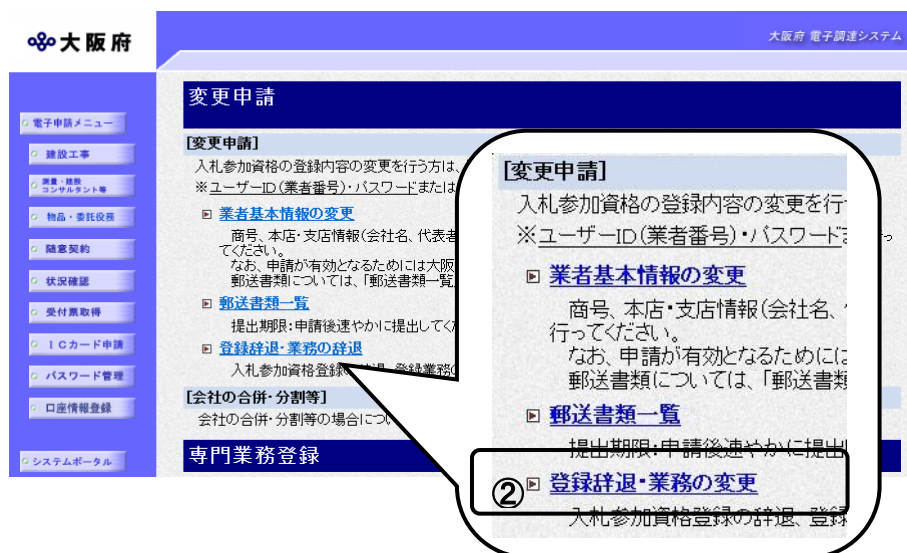 大阪府
大阪府 電子調達システム
電子申請メニュー
建設工事
測量・建設
コンサルタント等
物品・委託役務
随意契約
状況確認
受付票取得
ICカード申請
パスワード管理
口座情報登録
システムポータル
変更申請
[変更申請]
入札参加資格の登録内容の変更を行う方は、
※ユーザーID(業者番号)・パスワードまたは
業者基本情報の変更
商号、本店・支店情報(会社名、代表者
てください。
なお、申請が有効となるためには大阪
郵送書類については、「郵送書類一覧
郵送書類一覧
提出期限:申請後速やかに提出してく
登録辞退・業務の辞退
入札参加資格登録
[会社の合併・分割等]
会社の合併・分割等の場合につ
専門業務登録
[変更申請]
入札参加資格の登録内容の変更を行
※ユーザーID(業者番号)・パスワード
っ
業者基本情報の変更
商号、本店・支店情報(会社名、
行ってください。
なお、申請が有効となるためには
郵送書類については、「郵送書類
郵送書類一覧
提出期限:申請後速やかに提出
②
登録辞退・業務の変更
入札参加資格登録の辞退、登録